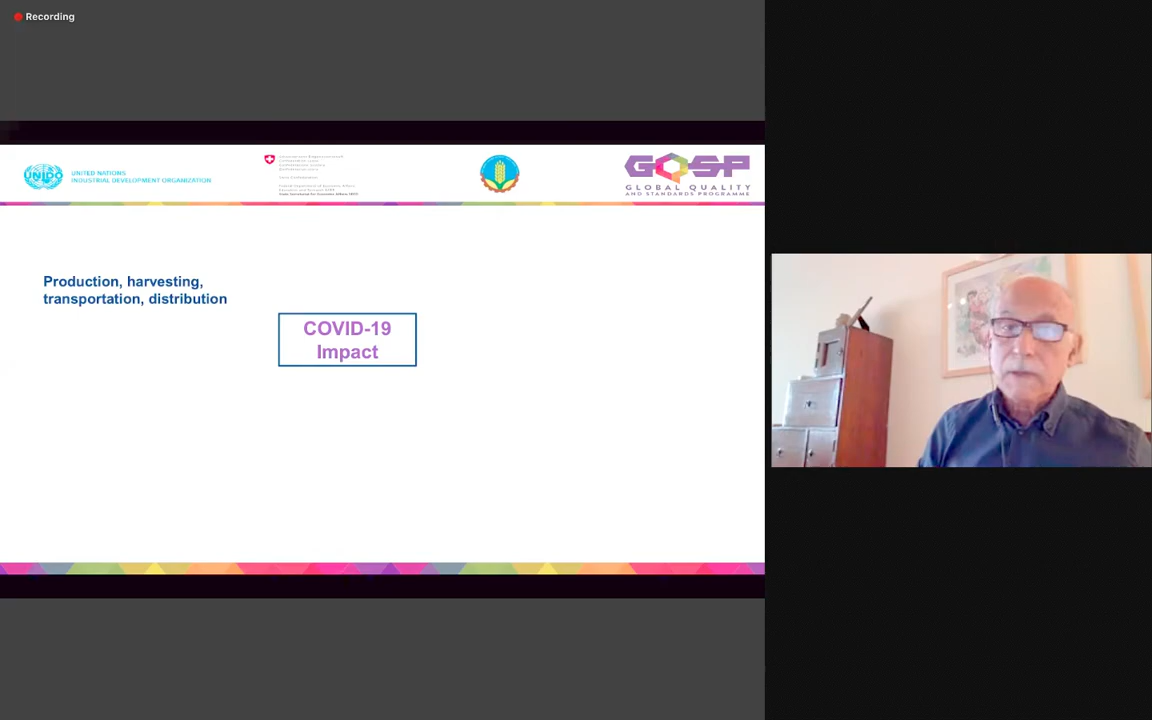 Recording
UNIDO
UNITED NATIONS
INDUSTRIAL DEVELOPMENT ORGANIZATION
GQSP
GLOBAL QUALITY
AND STANDARDS PROGRAMME
Production, harvesting,
transportation, distribution
COVID-19
Impact